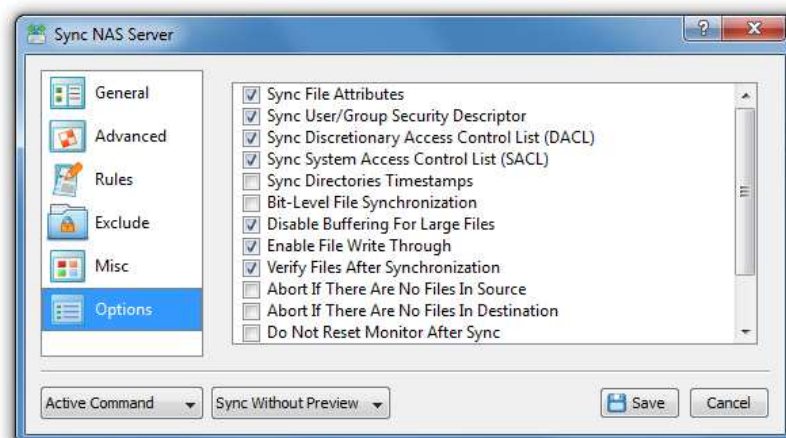 Sync NAS Server
General
Advanced
Rules
Exclude
Misc
Options
Sync File Attributes
Sync User/Group Security Descriptor
Sync Discretionary Access Control List (DACL)
Sync System Access Control List (SACL)
Sync Directories Timestamps
Bit-Level File Synchronization
Disable Buffering For Large Files
Enable File Write Through
Verify Files After Synchronization
Abort If There Are No Files In Source
Abort If There Are No Files In Destination
Do Not Reset Monitor After Sync
Active Command
Sync Without Preview
Save
Cancel